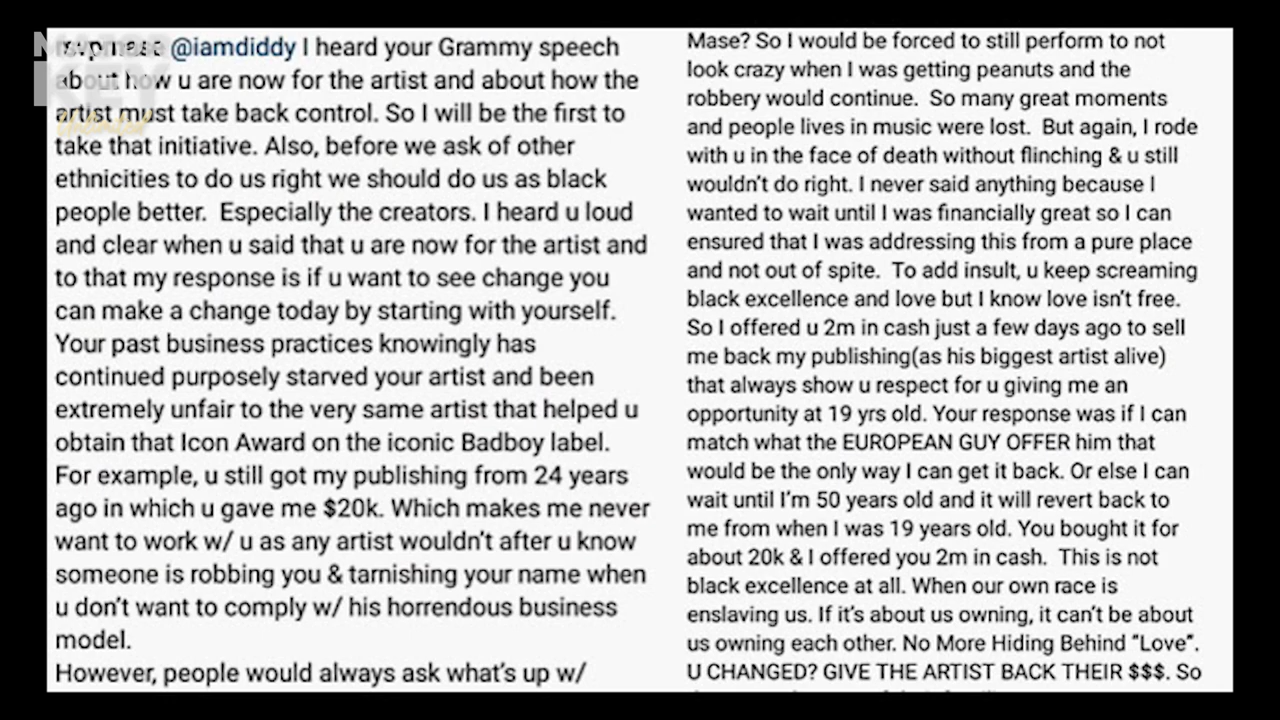 MAJOR
KEY
unlimited
rsvpmase @iamdiddy I heard your Grammy speech
about how u are now for the artist and about how the
artist must take back control. So I will be the first to
take that initiative. Also, before we ask of other
ethnicities to do us right we should do us as black
people better. Especially the creators. I heard u loud
and clear when u said that u are now for the artist and
to that my response is if u want to see change you
can make a change today by starting with yourself.
Your past business practices knowingly has
continued purposely starved your artist and been
extremely unfair to the very same artist that helped u
obtain that Icon Award on the iconic Badboy label.
For example, u still got my publishing from 24 years
ago in which u gave me $20k. Which makes me never
want to work w/ u as any artist wouldn't after u know
someone is robbing you & tarnishing your name when
u don't want to comply w/ his horrendous business
model.
However, people would always ask what's up w/
Mase? So I would be forced to still perform to not
look crazy when I was getting peanuts and the
robbery would continue. So many great moments
and people lives in music were lost. But again, I rode
with u in the face of death without flinching & u still
wouldn't do right. I never said anything because I
wanted to wait until I was financially great so I can
ensured that I was addressing this from a pure place
and not out of spite. To add insult, u keep screaming
black excellence and love but I know love isn't free.
So I offered u 2m in cash just a few days ago to sell
me back my publishing(as his biggest artist alive)
that always show u respect for u giving me an
opportunity at 19 yrs old. Your response was if I can
match what the EUROPEAN GUY OFFER him that
would be the only way I can get it back. Or else I can
wait until I'm 50 years old and it will revert back to
me from when I was 19 years old. You bought it for
about 20k & I offered you 2m in cash. This is not
black excellence at all. When our own race is
enslaving us. If it's about us owning, it can't be about
us owning each other. No More Hiding Behind "Love".
U CHANGED? GIVE THE ARTIST BACK THEIR $$$. So